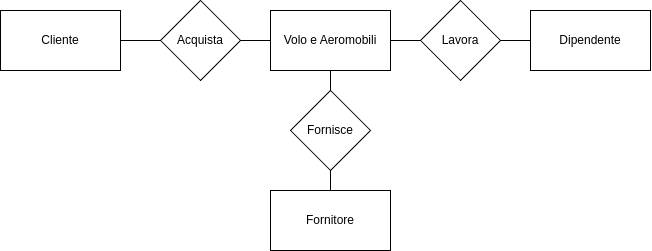 Cliente
Acquista
Volo e Aeromobili
Lavora
Dipendente
Fornisce
Fornitore